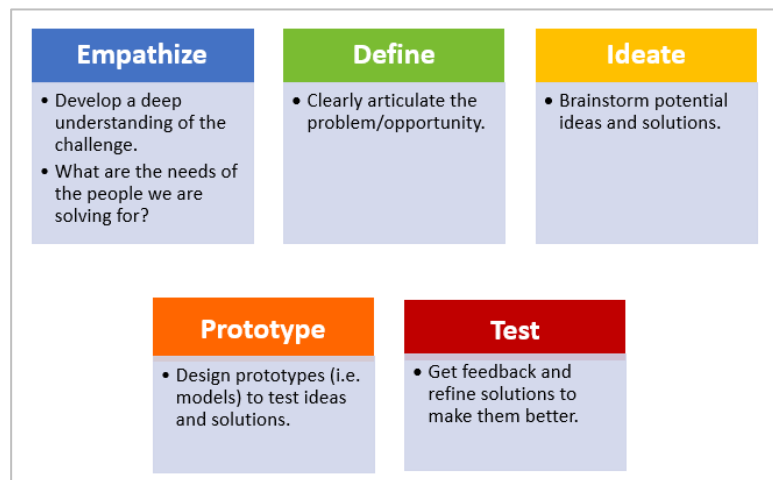 Empathize
• Develop a deep
understanding of the
challenge.
• What are the needs of
the people we are
solving for?
Define
• Clearly articulate the
problem/opportunity.
Ideate
• Brainstorm potential
ideas and solutions.
Prototype
• Design prototypes (i.e.
models) to test ideas
and solutions.
Test
• Get feedback and
refine solutions to
make them better.